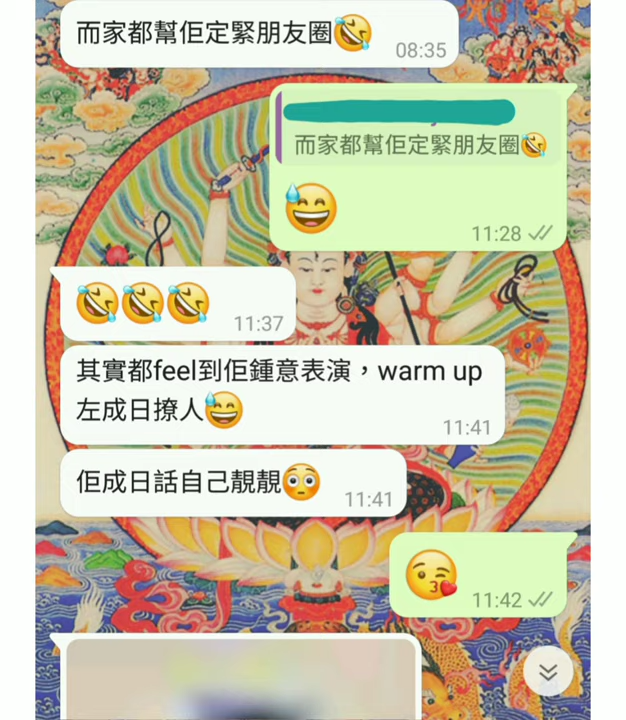 而家都幫佢定緊朋友圈🤣
08:35
而家都幫佢定緊朋友圈🤣
😅
11:28
🤣🤣🤣
11:37
其實都feel到佢鍾意表演，warm up
左成日撩人😅
11:41
佢成日話自己靚靚😳
11:41
😘
11:42